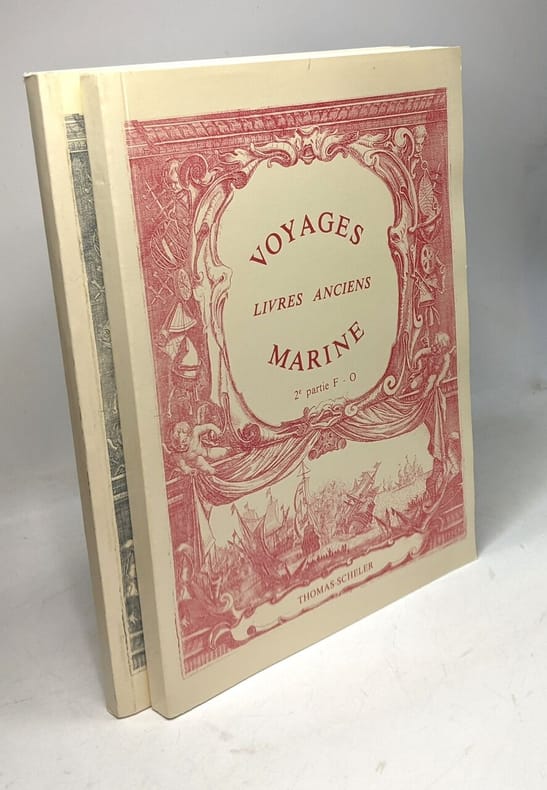 VOYAGES
LIVRES ANCIENS
MARINE
2e partie F - O
THOMAS-SCHELER